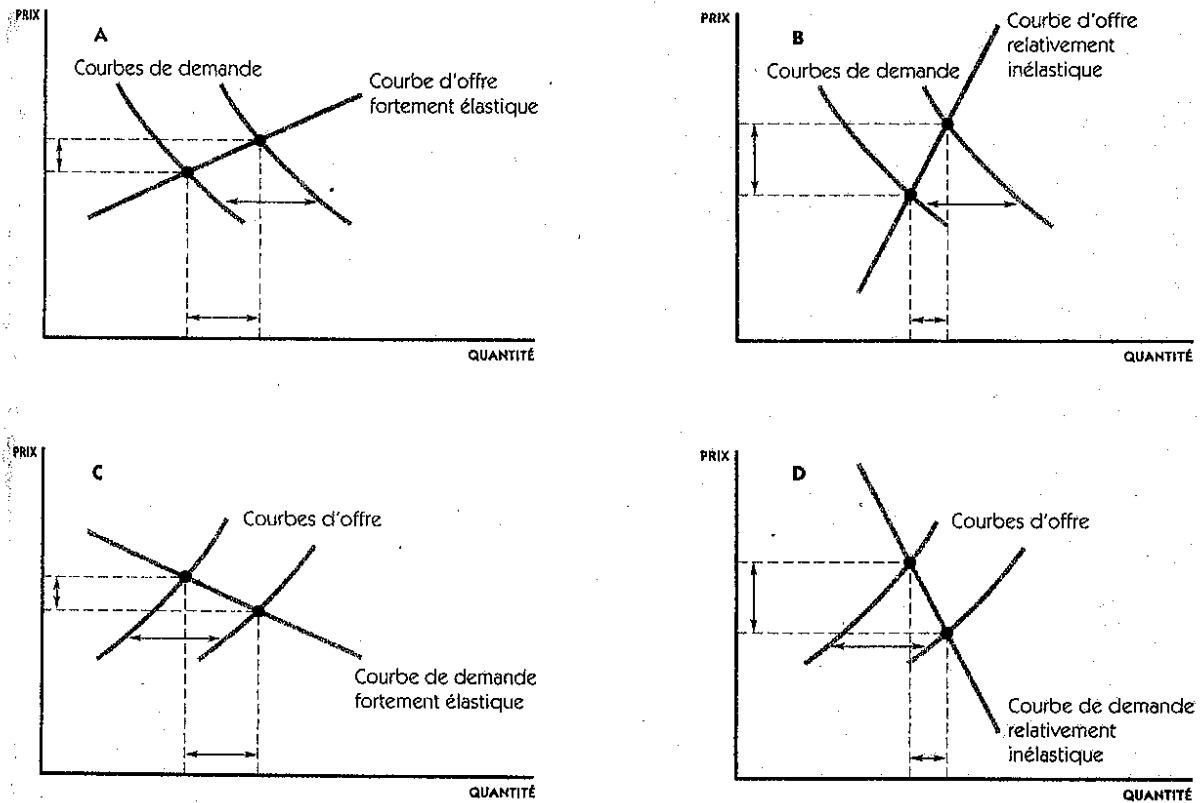 PRIX
A
Courbes de demande
Courbe d'offre
fortement élastique
QUANTITÉ
PRIX
B
Courbes de demande
Courbe d'offre
relativement
inélastique
QUANTITÉ
PRIX
C
Courbes d'offre
Courbe de demande
fortement élastique
QUANTITÉ
PRIX
D
Courbes d'offre
Courbe de demande
relativement
inélastique
QUANTITÉ